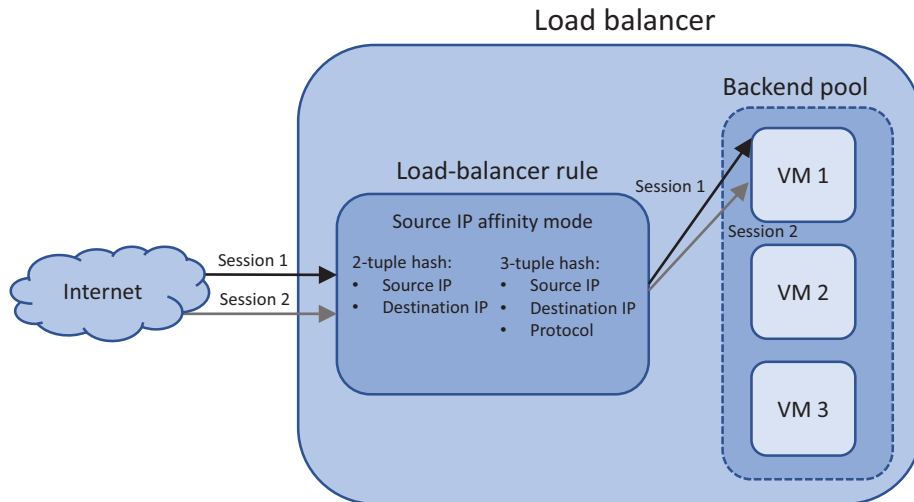 Load balancer
Backend pool
VM 1
Load-balancer rule
Session 1
Source IP affinity mode
Session 2
Session 1
2-tuple hash:
• Source IP
• Destination IP
3-tuple hash:
• Source IP
• Destination IP
• Protocol
Internet
Session 2
VM 2
VM 3